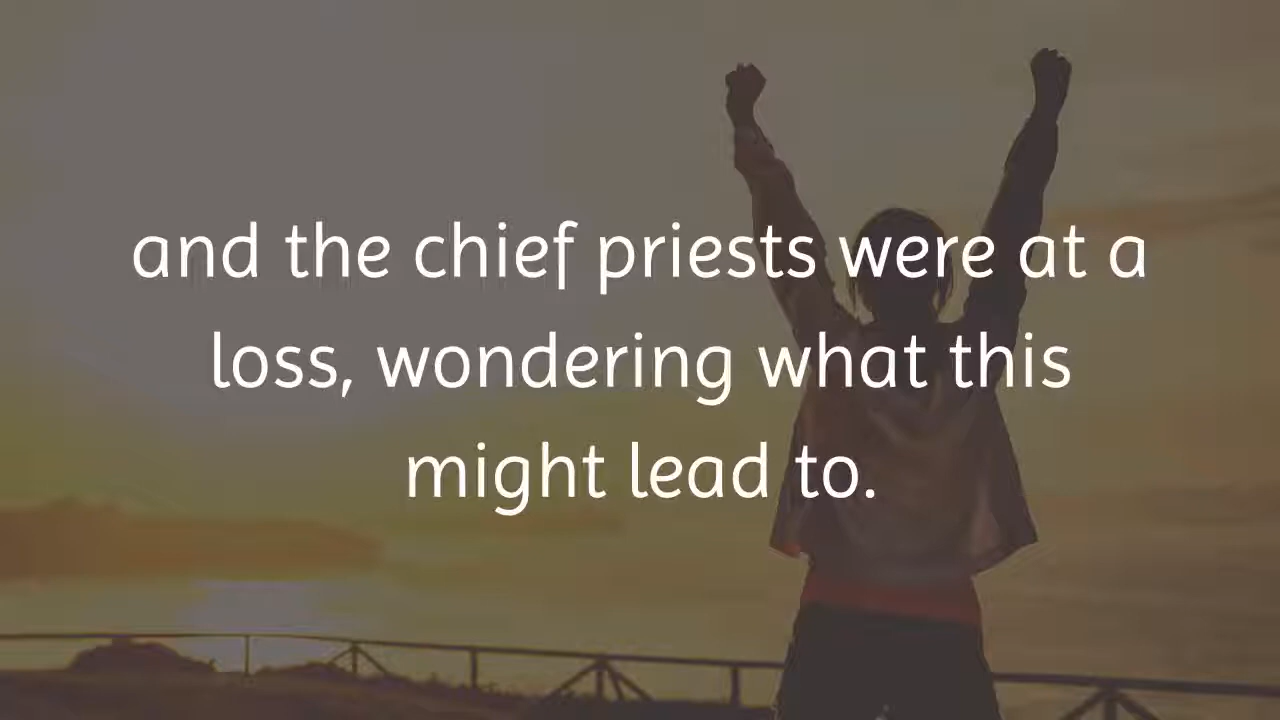 and the chief priests were at a
loss, wondering what this
might lead to.